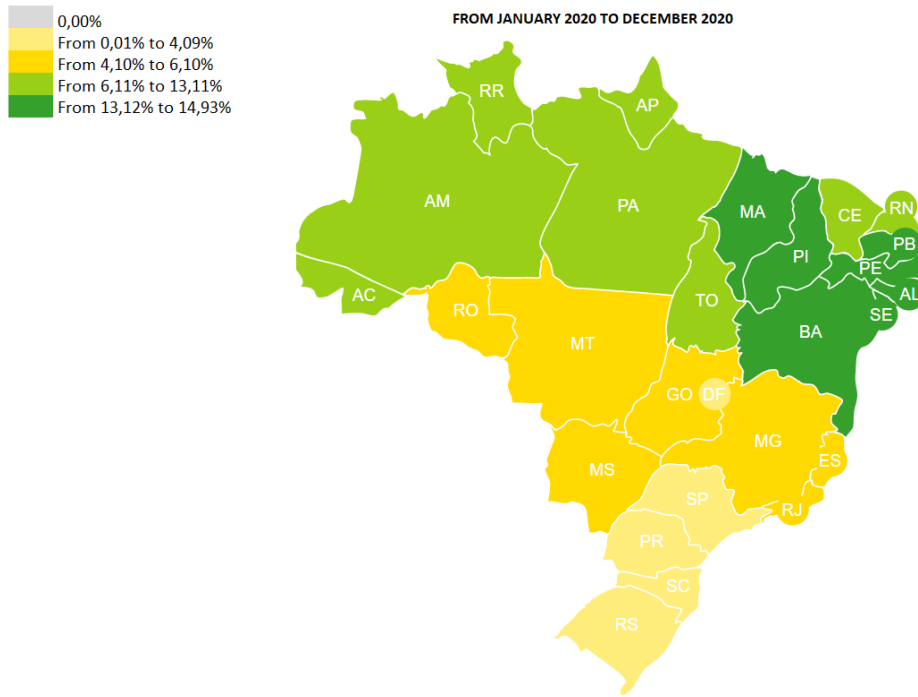 0,00%
From 0,01% to 4,09%
From 4,10% to 6,10%
From 6,11% to 13,11%
From 13,12% to 14,93%
FROM JANUARY 2020 TO DECEMBER 2020
RR
AP
AM
PA
MA
CE
RN
PB
PI
PE
AC
RO
TO
AL
SE
BA
MT
GO
DF
MG
ES
MS
SP
RJ
PR
SC
RS